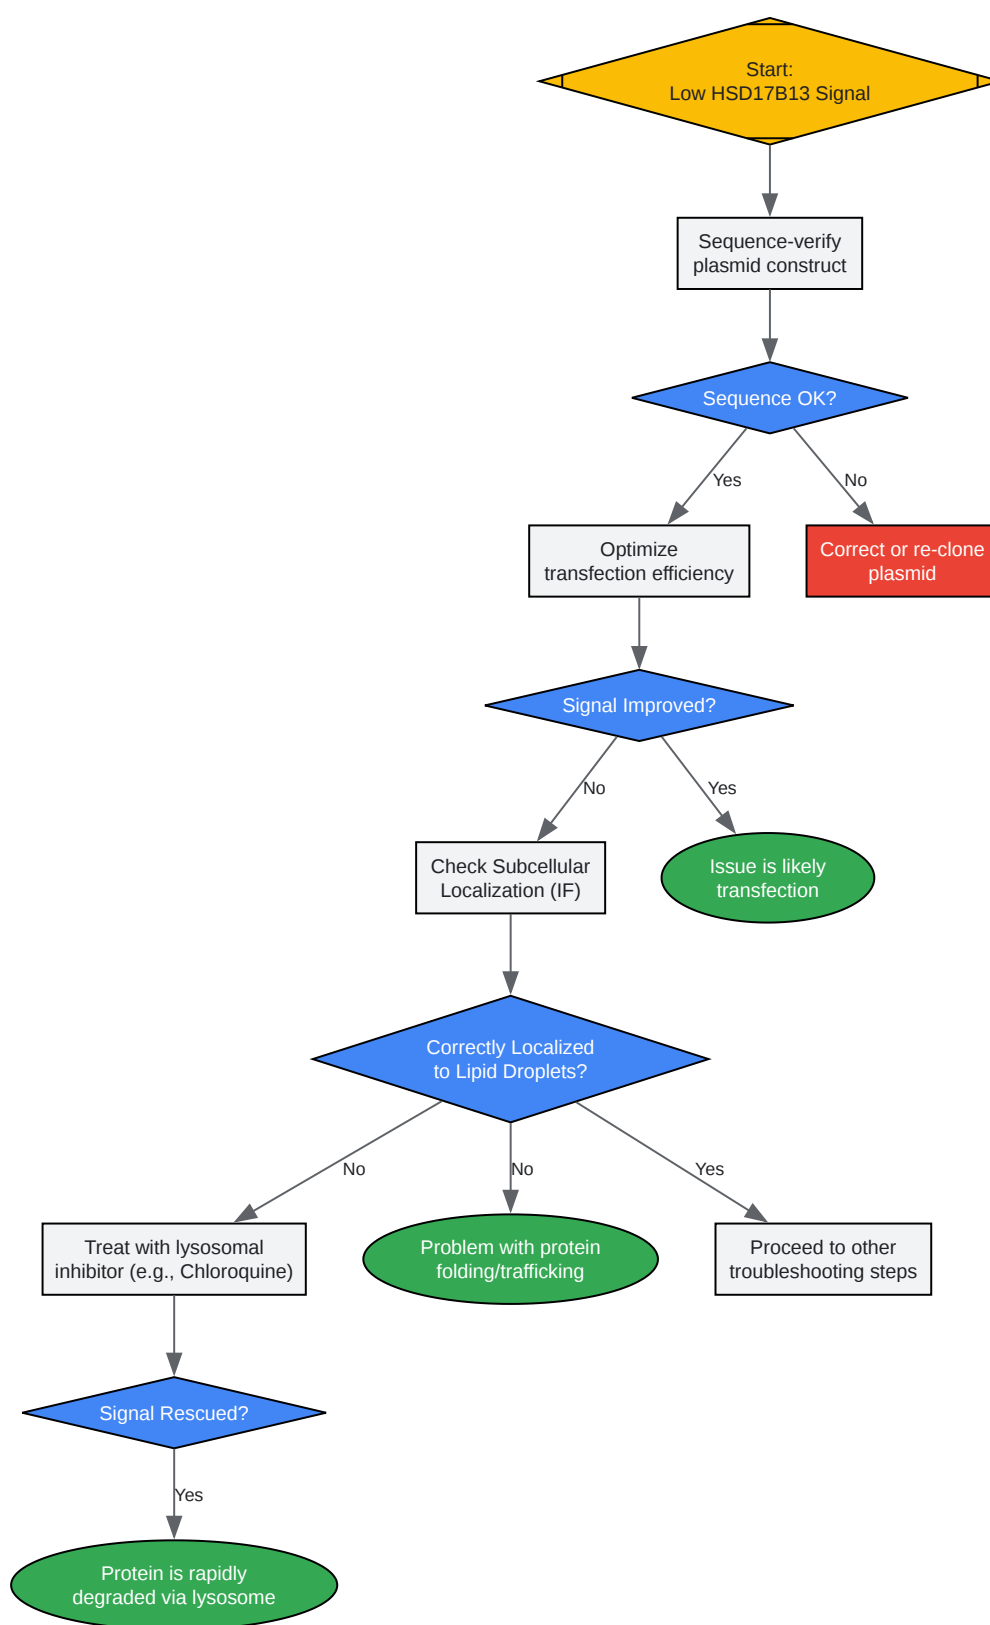 Start:
Low HSD17B13 Signal
Sequence-verify
plasmid construct
Sequence OK?
Yes
No
Optimize
transfection efficiency
Correct or re-clone
plasmid
Signal Improved?
No
Yes
Check Subcellular
Localization (IF)
Issue is likely
transfection
Correctly Localized
to Lipid Droplets?
No
No
Yes
Treat with lysosomal
inhibitor (e.g., Chloroquine)
Problem with protein
folding/trafficking
Proceed to other
troubleshooting steps
Signal Rescued?
Yes
Protein is rapidly
degraded via lysosome